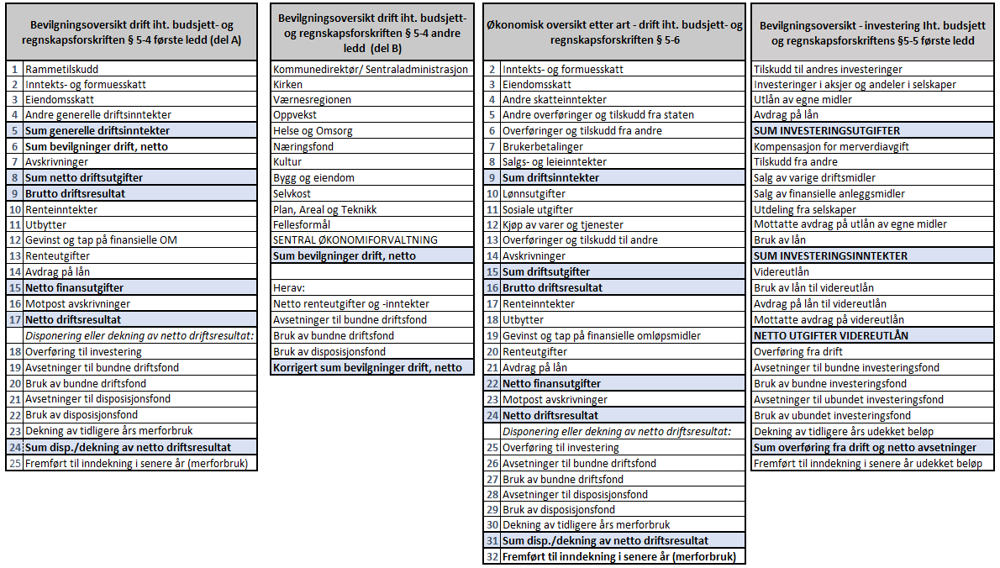 Bevilgningsoversikt drift iht. budsjett- og
regnskapsforskriften § 5-4 første ledd (del A)
1 Rammetilskudd
2 Inntekts- og formuesskatt
3 Eiendomsskatt
4 Andre generelle driftsinntekter
5 Sum generelle driftsinntekter
6 Sum bevilgninger drift, netto
7 Avskrivninger
8 Sum netto driftsutgifter
9 Brutto driftsresultat
10 Renteinntekter
11 Utbytter
12 Gevinst og tap på finansielle OM
13 Renteutgifter
14 Avdrag på lån
15 Netto finansutgifter
16 Motpost avskrivninger
17 Netto driftsresultat
Disponering eller dekning av netto driftsresultat:
18 Overføring til investering
19 Avsetninger til bundne driftsfond
20 Bruk av bundne driftsfond
21 Avsetninger til disposisjonsfond
22 Bruk av disposisjonsfond
23 Dekning av tidligere års merforbruk
24 Sum disp./dekning av netto driftsresultat
25 Fremført til inndekning i senere år (merforbruk)
Bevilgningsoversikt drift iht. budsjett-
og regnskapsforskriften § 5-4 andre
ledd (del B)
Kommunedirektør/ Sentraladministrasjon
Kirken
Værnesregionen
Oppvekst
Helse og Omsorg
Næringsfond
Kultur
Bygg og eiendom
Selvkost
Plan, Areal og Teknikk
Fellesformål
SENTRAL ØKONOMIFORVALTNING
Sum bevilgninger drift, netto
Herav:
Netto renteutgifter og -inntekter
Avsetninger til bundne driftsfond
Bruk av bundne driftsfond
Bruk av disposisjonsfond
Korrigert sum bevilgninger drift, netto
Økonomisk oversikt etter art - drift iht. budsjett- og
regnskapsforskriften § 5-6
2 Inntekts- og formuesskatt
3 Eiendomsskatt
4 Andre skatteinntekter
5 Andre overføringer og tilskudd fra staten
6 Overføringer og tilskudd fra andre
7 Brukerbetalinger
8 Salgs- og leieinntekter
9 Sum driftsinntekter
10 Lønnsutgifter
11 Sosiale utgifter
12 Kjøp av varer og tjenester
13 Overføringer og tilskudd til andre
14 Avskrivninger
15 Sum driftsutgifter
16 Brutto driftsresultat
17 Renteinntekter
18 Utbytter
19 Gevinst og tap på finansielle omløpsmidler
20 Renteutgifter
21 Avdrag på lån
22 Netto finansutgifter
23 Motpost avskrivninger
24 Netto driftsresultat
Disponering eller dekning av netto driftsresultat:
25 Overføring til investering
26 Avsetninger til bundne driftsfond
27 Bruk av bundne driftsfond
28 Avsetninger til disposisjonsfond
29 Bruk av disposisjonsfond
30 Dekning av tidligere års merforbruk
31 Sum disp./dekning av netto driftsresultat
32 Fremført til inndekning i senere år (merforbruk)
Bevilgningsoversikt - investering Iht. budsjett
og regnskapsforskriftens §5-5 første ledd
Tilskudd til andres investeringer
Investeringer i aksjer og andeler i selskaper
Utlån av egne midler
Avdrag på lån
SUM INVESTERINGSUTGIFTER
Kompensasjon for merverdiavgift
Tilskudd fra andre
Salg av varige driftsmidler
Salg av finansielle anleggsmidler
Utdeling fra selskaper
Mottatte avdrag på utlån av egne midler
Bruk av lån
SUM INVESTERINGSINNTEKTER
Videreutlån
Bruk av lån til videreutlån
Avdrag på lån til videreutlån
Mottatte avdrag på videreutlån
NETTO UTGIFTER VIDEREUTLÅN
Overføring fra drift
Avsetninger til bundne investeringsfond
Bruk av bundne investeringsfond
Avsetninger til ubundet investeringsfond
Bruk av ubundet investeringsfond
Dekning av tidligere års udekket beløp
Sum overføring fra drift og netto avsetninger
Fremført til inndekning i senere år udekket beløp